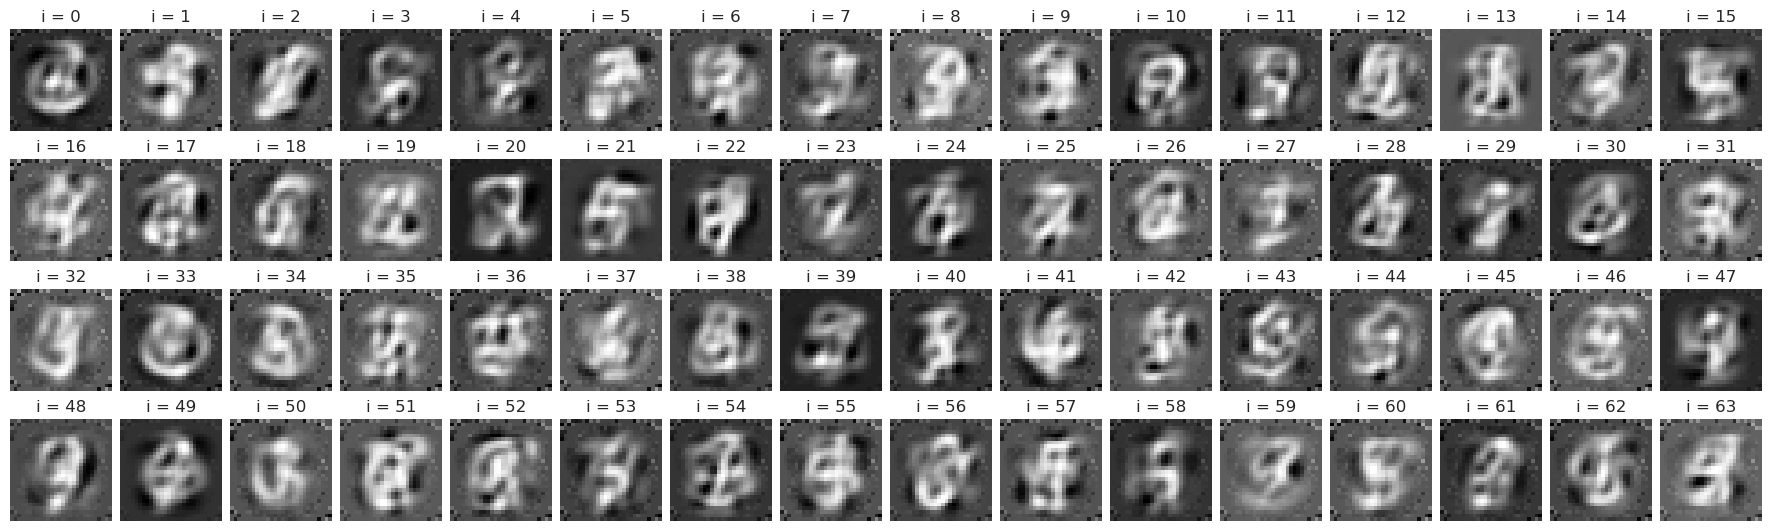 i = 0 i = 1 i = 2 i = 3 i = 4 i = 5 i = 6 i = 7 i = 8 i = 9 i = 10 i = 11 i = 12 i = 13 i = 14 i = 15
i = 16 i = 17 i = 18 i = 19 i = 20 i = 21 i = 22 i = 23 i = 24 i = 25 i = 26 i = 27 i = 28 i = 29 i = 30 i = 31
i = 32 i = 33 i = 34 i = 35 i = 36 i = 37 i = 38 i = 39 i = 40 i = 41 i = 42 i = 43 i = 44 i = 45 i = 46 i = 47
i = 48 i = 49 i = 50 i = 51 i = 52 i = 53 i = 54 i = 55 i = 56 i = 57 i = 58 i = 59 i = 60 i = 61 i = 62 i = 63